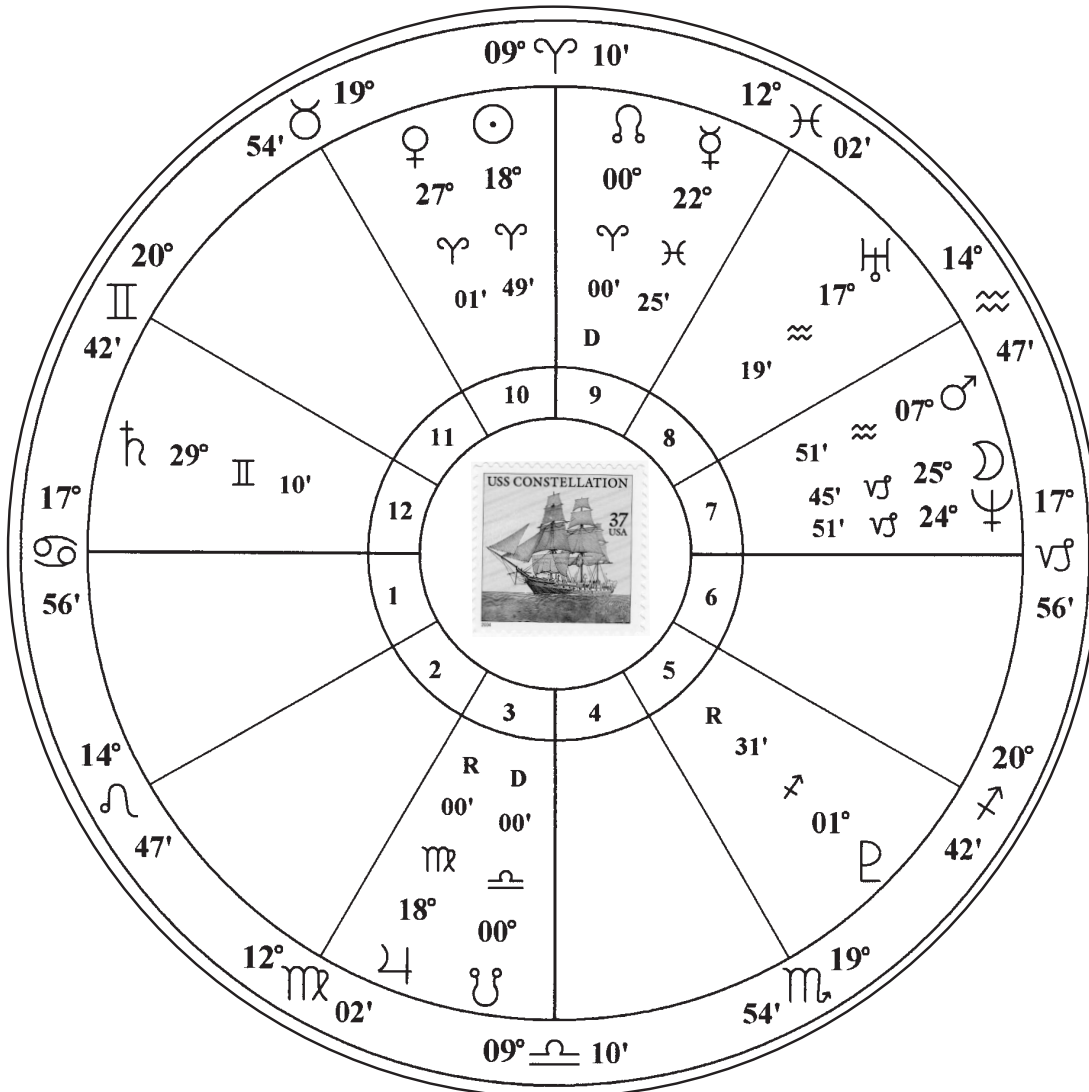 09° ♈ 10'
19° ♉ 54'
12° ♓ 02'
♀ 27° ♈ 01'
☉ 18° ♈ 49'
☊ 00° ♈ 00' D
☿ 22° ♓ 25'
20° ♊ 42'
♅ 17° ♒ 19'
14° ♒ 47'
♂ 07° ♒ 51'
☽ 25° ♑ 45'
♆ 24° ♑ 51'
♄ 29° ♊ 10'
17° ♋ 56'
17° ♑ 56'
10
9
11
8
12
7
1
6
2
5
3
4
USS CONSTELLATION
37
USA
14° ♌ 47'
R 00' ♍ 18° ♃
D 00' ♎ 00° ☋
R 31' ♐ 01° ♇
20° ♐ 42'
12° ♍ 02'
19° ♏ 54'
09° ♎ 10'